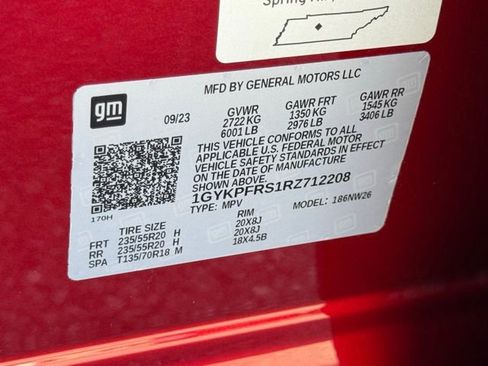 Spring Hill,
gm
MFD BY GENERAL MOTORS LLC
09/23
GVWR GAWR FRT GAWR RR
2722 KG 1350 KG 1545 KG
6001 LB 2976 LB 3406 LB
THIS VEHICLE CONFORMS TO ALL
APPLICABLE U.S. FEDERAL MOTOR
VEHICLE SAFETY STANDARDS IN EFFECT ON
THE DATE OF MANUFACTURE
1GYKPFRS1RZ712208
TYPE: MPV MODEL: 186NW26
170H
TIRE SIZE RIM
FRT 235/55R20 H 20X8J
RR 235/55R20 H 20X8J
SPA T135/70R18 M 18X4.5B